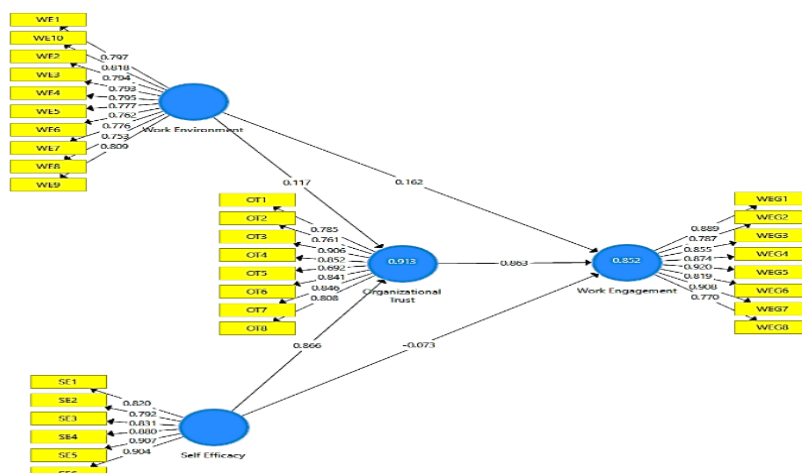 WE1
WE10
WE2
WE3
WE4
WE5
WE6
WE7
WE8
WE9
0.797
0.818
0.794
0.793
0.795
0.777
0.762
0.776
0.753
0.809
Work Environment
0.117
0.162
OT1
OT2
OT3
OT4
OT5
OT6
OT7
OT8
0.785
0.761
0.906
0.852
0.692
0.841
0.846
0.808
0.913
Organizational
Trust
0.863
WEG1
WEG2
WEG3
WEG4
WEG5
WEG6
WEG7
WEG8
0.889
0.787
0.855
0.874
0.920
0.819
0.908
0.770
0.852
Work Engagement
0.866
-0.073
SE1
SE2
SE3
SE4
SE5
0.820
0.792
0.831
0.880
0.907
0.904
Self Efficacy